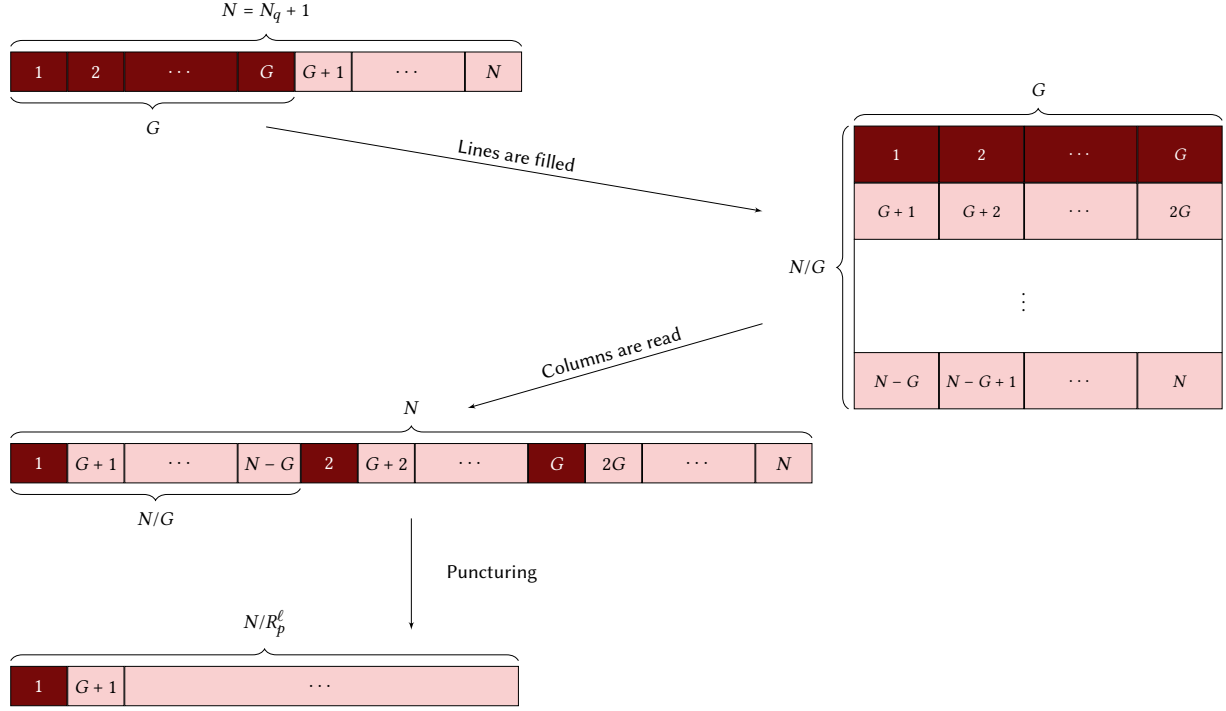 N = N_q + 1
1 2 ⋯ G G + 1 ⋯ N
G
Lines are filled
G
1 2 ⋯ G
G + 1 G + 2 ⋯ 2G
N/G
⋮
N − G N − G + 1 ⋯ N
Columns are read
N
1 G + 1 ⋯ N − G 2 G + 2 ⋯ G 2G ⋯ N
N/G
Puncturing
N/R_p^ℓ
1 G + 1 ⋯